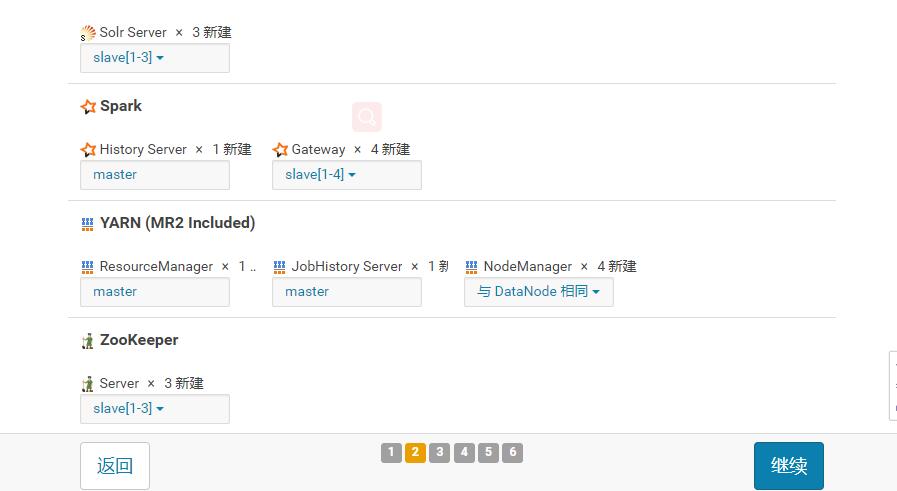 Solr Server × 3 新建
slave[1-3]
Spark
History Server × 1 新建 Gateway × 4 新建
master slave[1-4]
YARN (MR2 Included)
ResourceManager × 1 .. JobHistory Server × 1 新 NodeManager × 4 新建
master master 与 DataNode 相同
ZooKeeper
Server × 3 新建
slave[1-3]
返回 1 2 3 4 5 6 继续